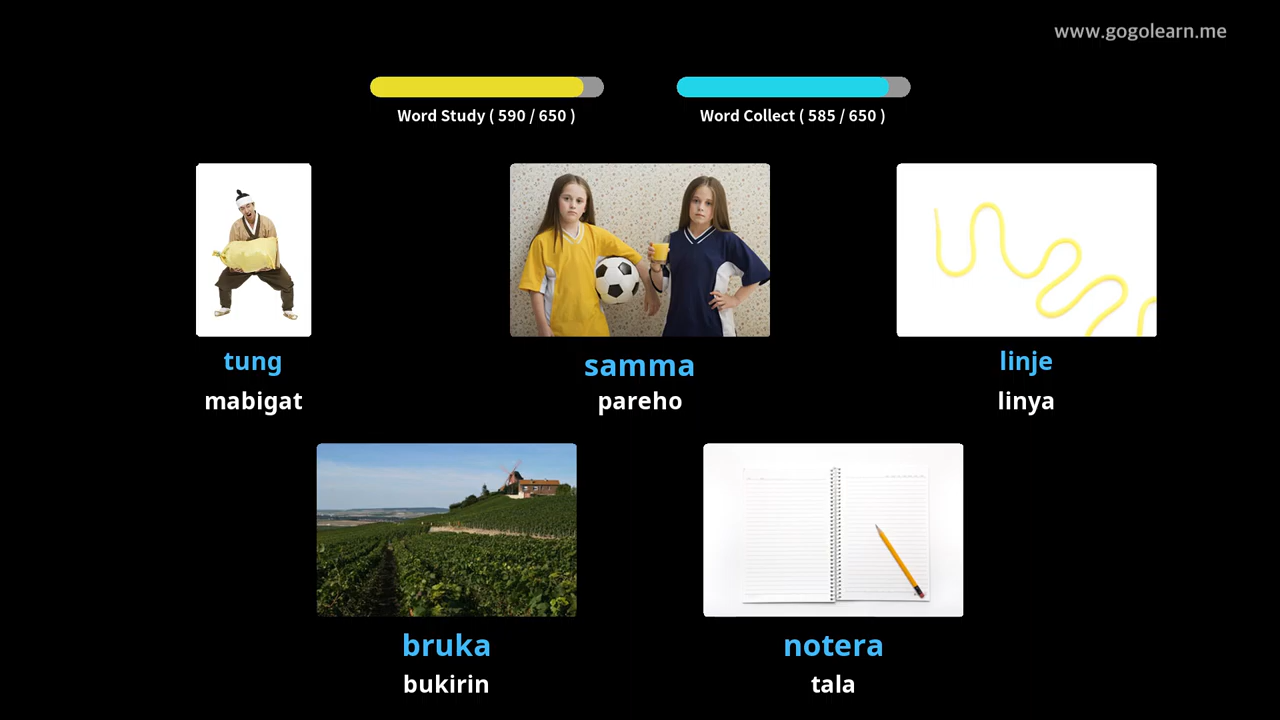 www.gogolearn.me
Word Study ( 590 / 650 )
Word Collect ( 585 / 650 )
tung
mabigat
samma
pareho
linje
linya
bruka
bukirin
notera
tala